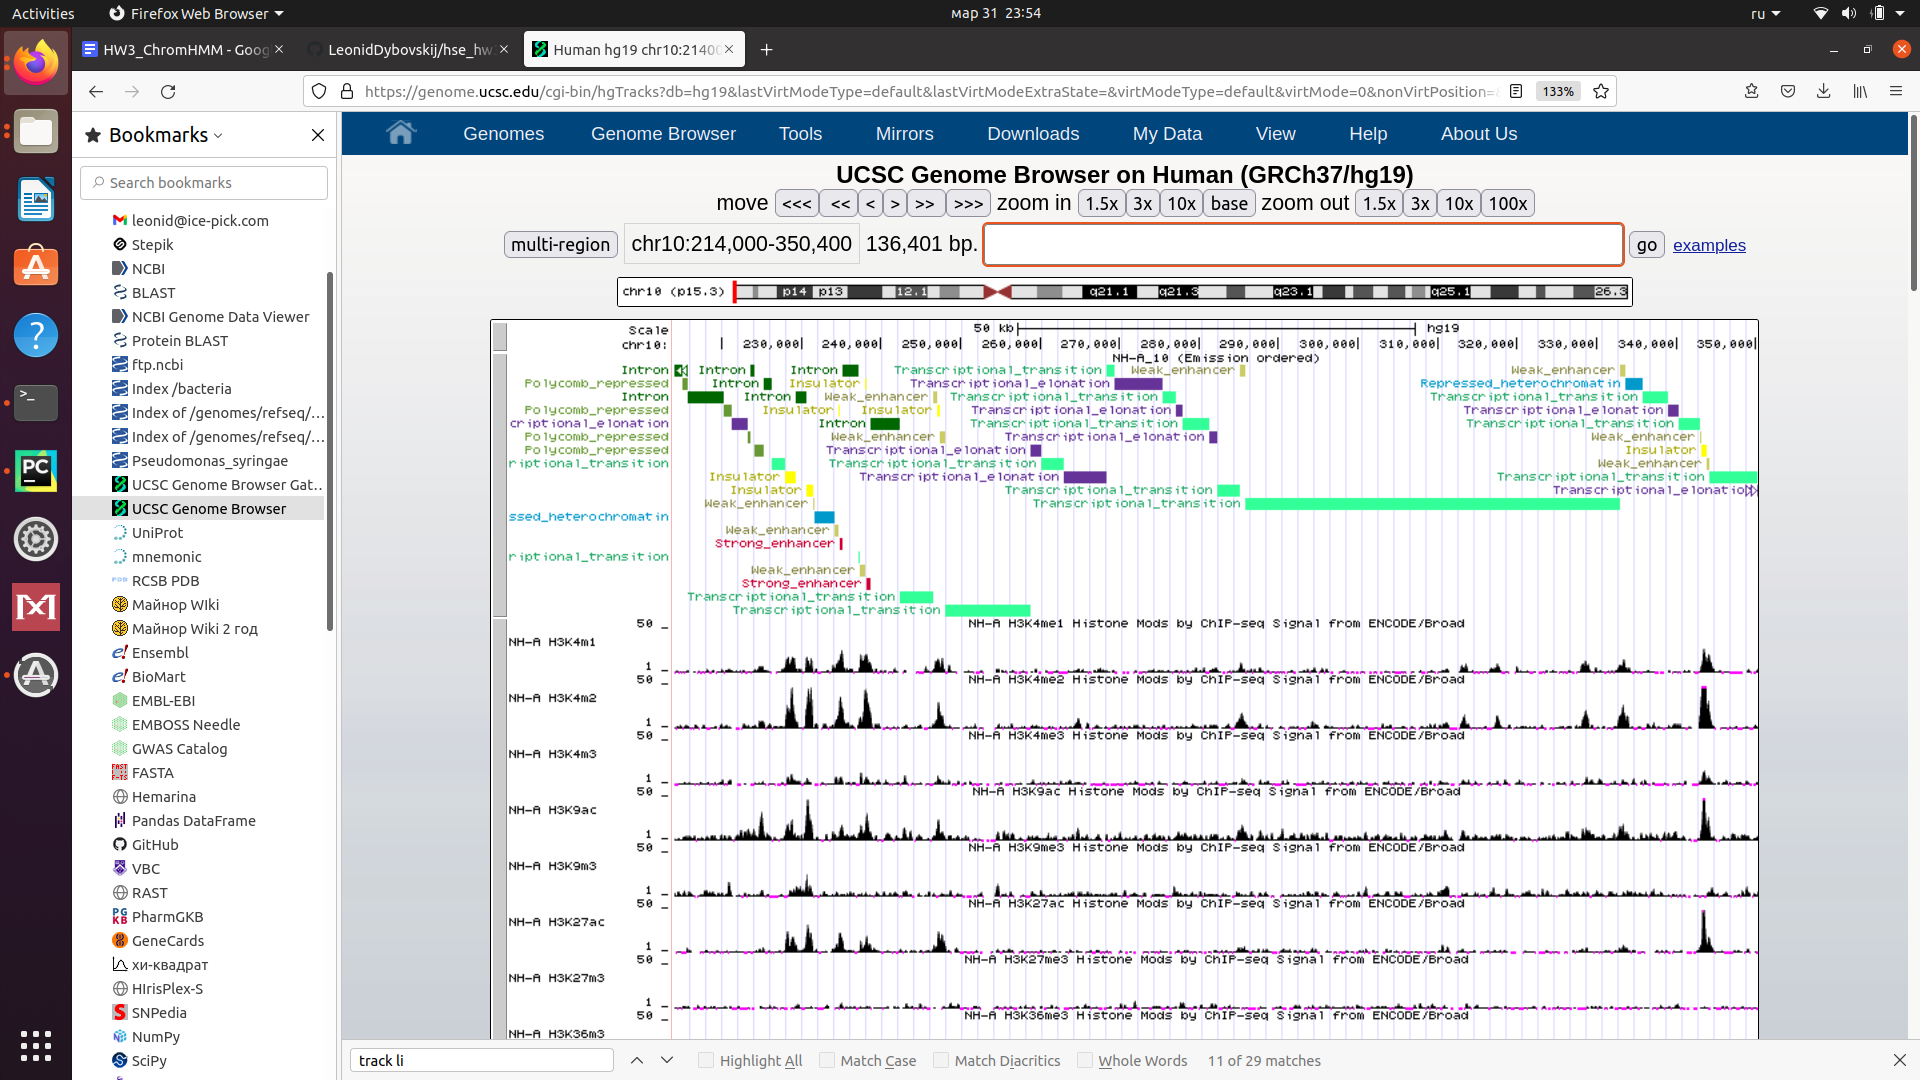 Activities
Firefox Web Browser
мар 31 23:54
ru
HW3_ChromHMM - Goog
LeonidDybovskij/hse_hw
Human hg19 chr10:21400
https://genome.ucsc.edu/cgi-bin/hgTracks?db=hg19&lastVirtModeType=default&lastVirtModeExtraState=&virtModeType=default&virtMode=0&nonVirtPosition=
133%
Bookmarks
Search bookmarks
leonid@ice-pick.com
Stepik
NCBI
BLAST
NCBI Genome Data Viewer
Protein BLAST
ftp.ncbi
Index /bacteria
Index of /genomes/refseq/...
Index of /genomes/refseq/...
Pseudomonas_syringae
UCSC Genome Browser Gat...
UCSC Genome Browser
UniProt
mnemonic
RCSB PDB
Майнор WIki
Майнор Wiki 2 год
Ensembl
BioMart
EMBL-EBI
EMBOSS Needle
GWAS Catalog
FASTA
Hemarina
Pandas DataFrame
GitHub
VBC
RAST
PharmGKB
GeneCards
хи-квадрат
HIrisPlex-S
SNPedia
NumPy
SciPy
Genomes
Genome Browser
Tools
Mirrors
Downloads
My Data
View
Help
About Us
UCSC Genome Browser on Human (GRCh37/hg19)
move <<< << < > >> >>> zoom in 1.5x 3x 10x base zoom out 1.5x 3x 10x 100x
multi-region chr10:214,000-350,400 136,401 bp. go examples
chr10 (p15.3) p14 p13 12.1 q21.1 q21.3 q23.1 q25.1 26.3
Scale 50 kb hg19
chr10: 230,000| 240,000| 250,000| 260,000| 270,000| 280,000| 290,000| 300,000| 310,000| 320,000| 330,000| 340,000| 350,000|
NH-A_10 (Emission ordered)
Intron Intron Intron Transcriptional_transition Weak_enhancer Weak_enhancer
Polycomb_repressed Intron Insulator Transcriptional_elonation Repressed_heterochromatin
Intron Intron Weak_enhancer Transcriptional_transition Transcriptional_transition
Polycomb_repressed Insulator Insulator Transcriptional_elonation Transcriptional_elonation
criptional_elonation Intron Transcriptional_transition Transcriptional_transition
Polycomb_repressed Weak_enhancer Transcriptional_elonation Weak_enhancer
Polycomb_repressed Transcriptional_elonation Insulator
riptional_transition Transcriptional_transition Weak_enhancer
Insulator Transcriptional_elonation Transcriptional_transition
Insulator Transcriptional_transition Transcriptional_elonatio
Weak_enhancer Transcriptional_transition
ssed_heterochromatin
Weak_enhancer
Strong_enhancer
riptional_transition
Weak_enhancer
Strong_enhancer
Transcriptional_transition
Transcriptional_transition
50 _ NH-A H3K4me1 Histone Mods by ChIP-seq Signal from ENCODE/Broad
NH-A H3K4m1
1 _
50 _ NH-A H3K4me2 Histone Mods by ChIP-seq Signal from ENCODE/Broad
NH-A H3K4m2
1 _
50 _ NH-A H3K4me3 Histone Mods by ChIP-seq Signal from ENCODE/Broad
NH-A H3K4m3
1 _
50 _ NH-A H3K9ac Histone Mods by ChIP-seq Signal from ENCODE/Broad
NH-A H3K9ac
1 _
50 _ NH-A H3K9me3 Histone Mods by ChIP-seq Signal from ENCODE/Broad
NH-A H3K9m3
1 _
50 _ NH-A H3K27ac Histone Mods by ChIP-seq Signal from ENCODE/Broad
NH-A H3K27ac
1 _
50 _ NH-A H3K27me3 Histone Mods by ChIP-seq Signal from ENCODE/Broad
NH-A H3K27m3
1 _
50 _ NH-A H3K36me3 Histone Mods by ChIP-seq Signal from ENCODE/Broad
NH-A H3K36m3
track li
Highlight All
Match Case
Match Diacritics
Whole Words
11 of 29 matches